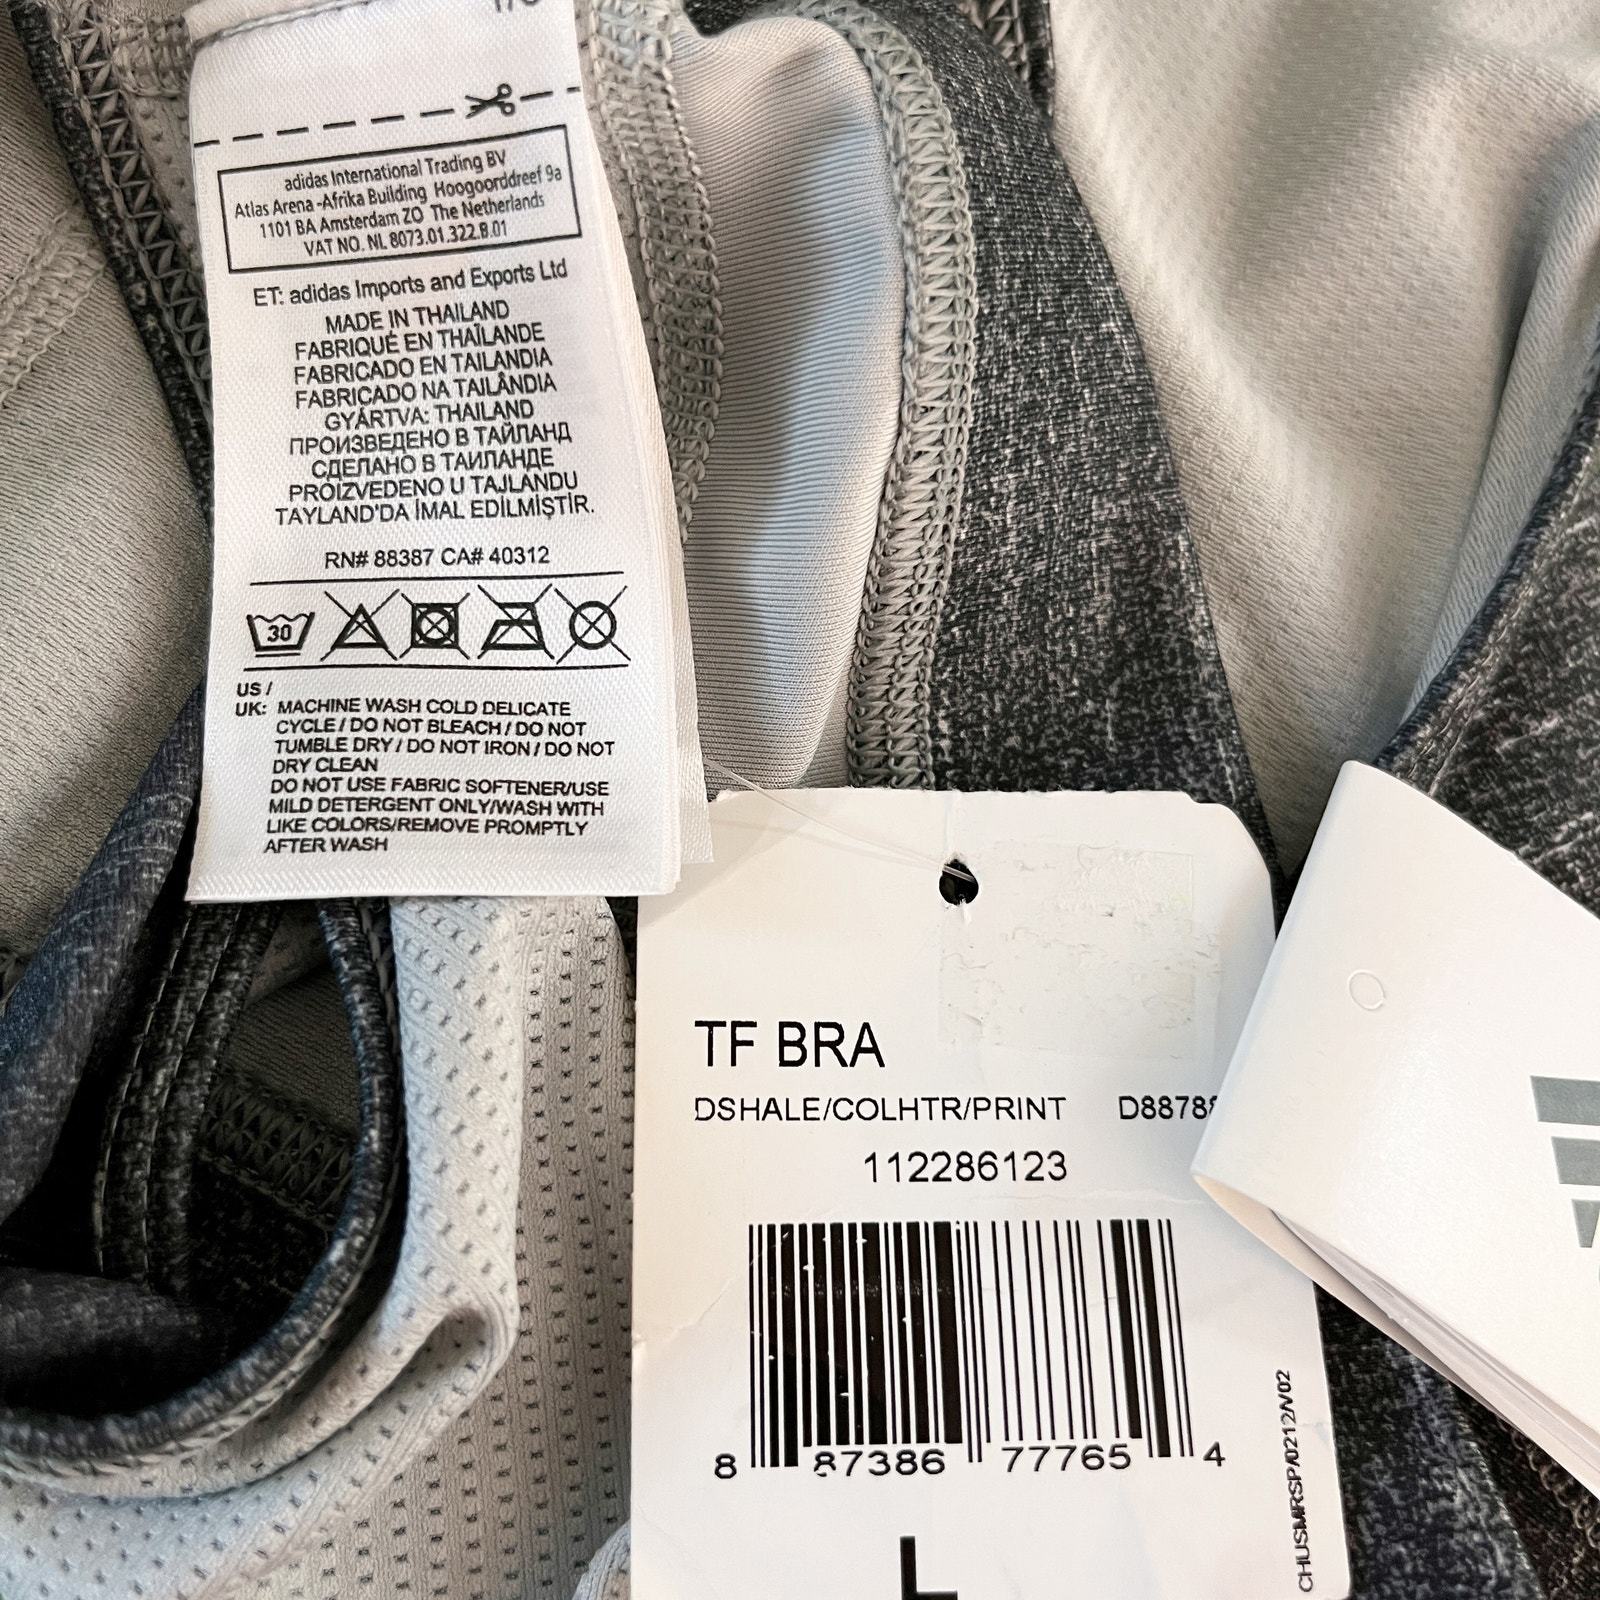 adidas International Trading BV
Atlas Arena -Afrika Building Hoogoorddreef 9a
1101 BA Amsterdam ZO The Netherlands
VAT NO. NL 8073.01.322.B.01
ET: adidas Imports and Exports Ltd
MADE IN THAILAND
FABRIQUÉ EN THAÏLANDE
FABRICADO EN TAILANDIA
FABRICADO NA TAILÂNDIA
GYÁRTVA: THAILAND
ПРОИЗВЕДЕНО В ТАЙЛАНД
СДЕЛАНО В ТАИЛАНДЕ
PROIZVEDENO U TAJLANDU
TAYLAND'DA İMAL EDİLMİŞTİR.
RN# 88387 CA# 40312
30
US /
UK: MACHINE WASH COLD DELICATE
CYCLE / DO NOT BLEACH / DO NOT
TUMBLE DRY / DO NOT IRON / DO NOT
DRY CLEAN
DO NOT USE FABRIC SOFTENER/USE
MILD DETERGENT ONLY/WASH WITH
LIKE COLORS/REMOVE PROMPTLY
AFTER WASH
TF BRA
DSHALE/COLHTR/PRINT
112286123
8 87386 77765 4
L
CHUSMRSP/0212/V02